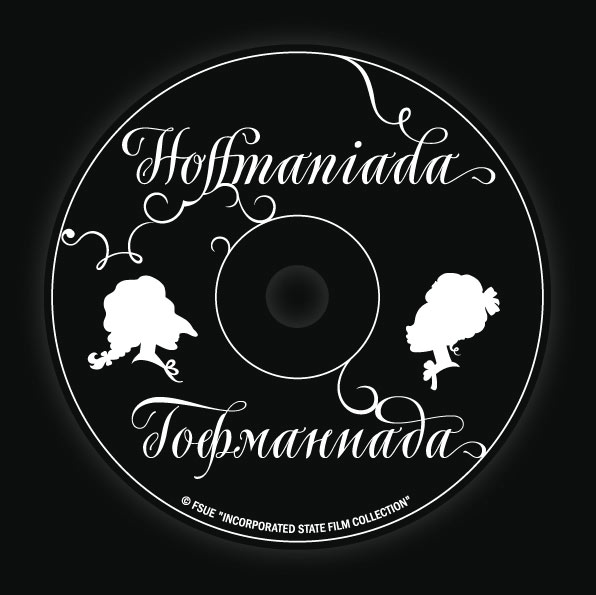 Hoffmaniada
Гофманиада
© FSUE "INCORPORATED STATE FILM COLLECTION"